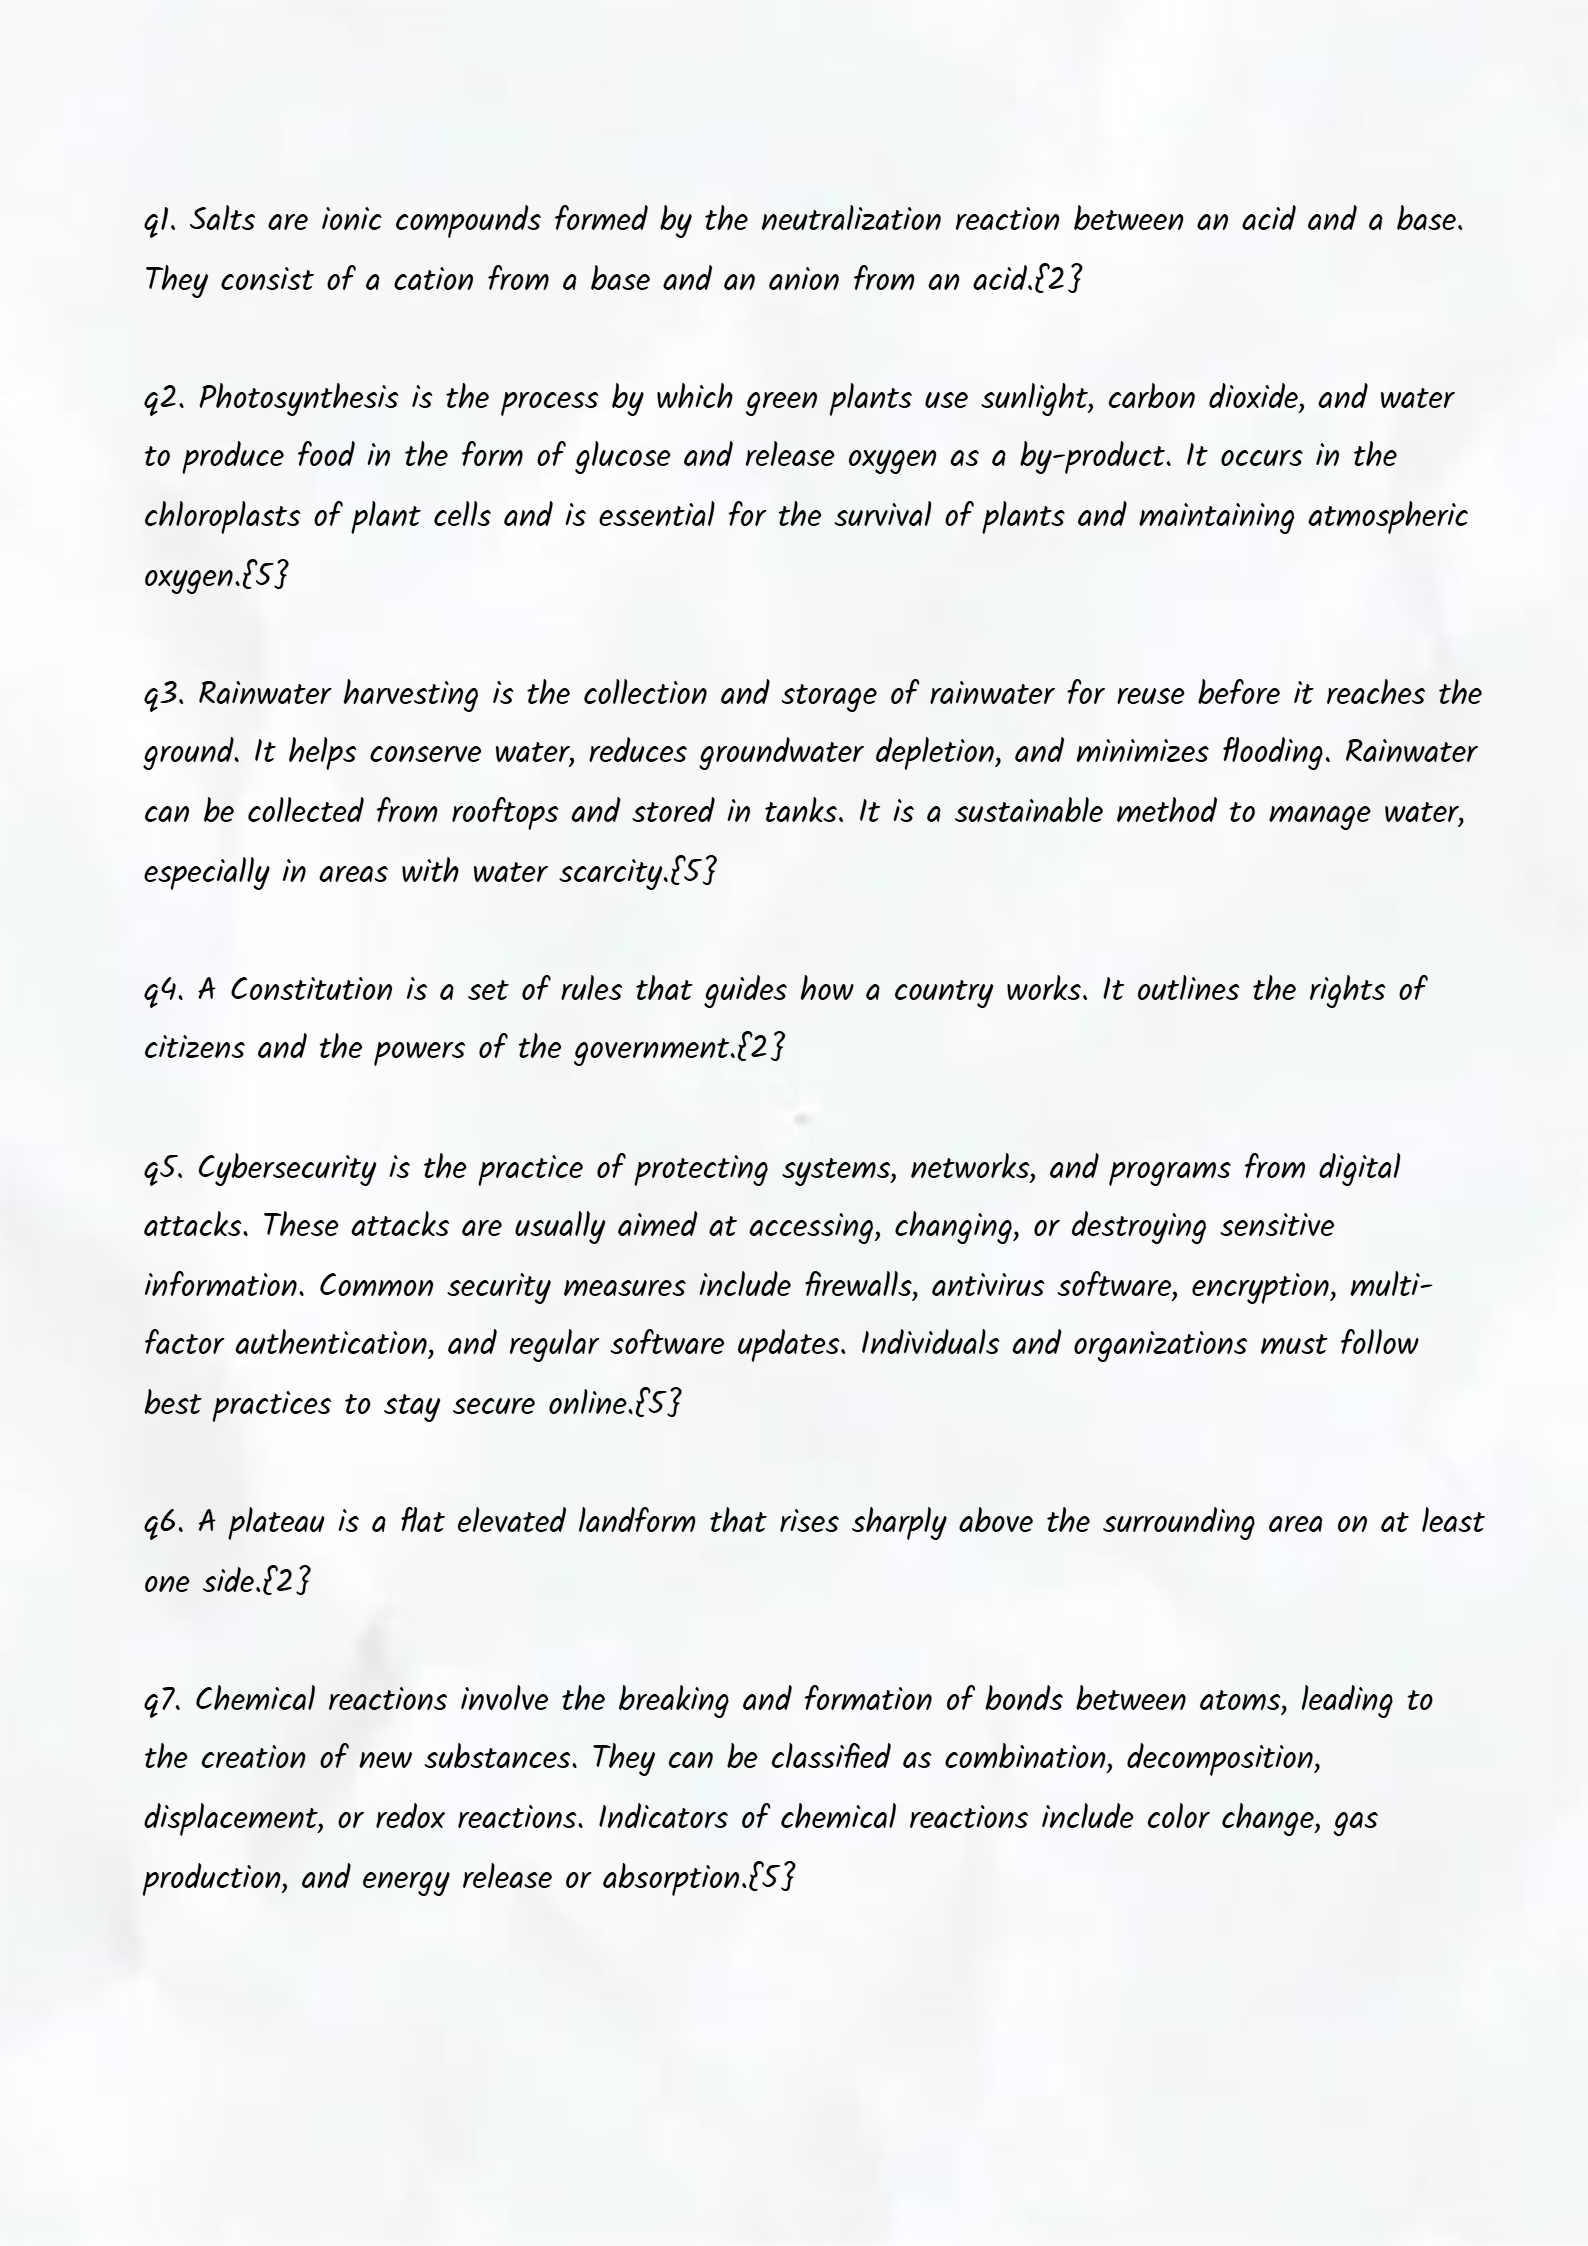 q1. Salts are ionic compounds formed by the neutralization reaction between an acid and a base.
They consist of a cation from a base and an anion from an acid.{2}
q2. Photosynthesis is the process by which green plants use sunlight, carbon dioxide, and water
to produce food in the form of glucose and release oxygen as a by-product. It occurs in the
chloroplasts of plant cells and is essential for the survival of plants and maintaining atmospheric
oxygen.{5}
q3. Rainwater harvesting is the collection and storage of rainwater for reuse before it reaches the
ground. It helps conserve water, reduces groundwater depletion, and minimizes flooding. Rainwater
can be collected from rooftops and stored in tanks. It is a sustainable method to manage water,
especially in areas with water scarcity.{5}
q4. A Constitution is a set of rules that guides how a country works. It outlines the rights of
citizens and the powers of the government.{2}
q5. Cybersecurity is the practice of protecting systems, networks, and programs from digital
attacks. These attacks are usually aimed at accessing, changing, or destroying sensitive
information. Common security measures include firewalls, antivirus software, encryption, multi-
factor authentication, and regular software updates. Individuals and organizations must follow
best practices to stay secure online.{5}
q6. A plateau is a flat elevated landform that rises sharply above the surrounding area on at least
one side.{2}
q7. Chemical reactions involve the breaking and formation of bonds between atoms, leading to
the creation of new substances. They can be classified as combination, decomposition,
displacement, or redox reactions. Indicators of chemical reactions include color change, gas
production, and energy release or absorption.{5}